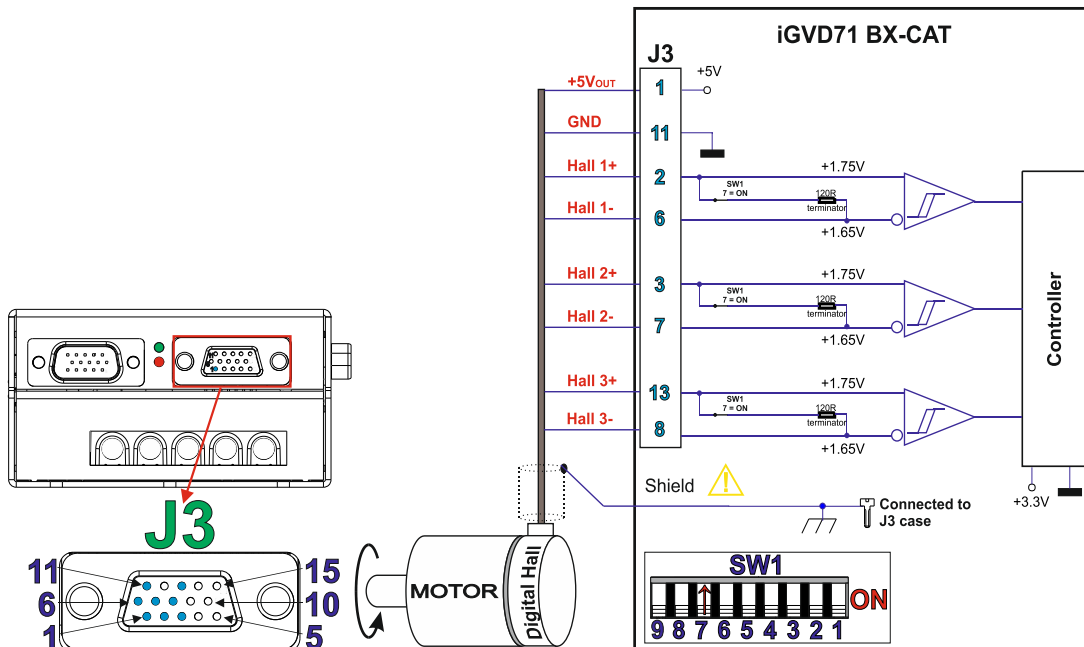 iGVD71 BX-CAT
J3
+5VOUT
1
+5V
GND
11
Hall 1+
2
SW1
7 = ON
+1.75V
120R
terminator
Hall 1-
6
+1.65V
Hall 2+
3
SW1
7 = ON
+1.75V
120R
terminator
Hall 2-
7
+1.65V
Hall 3+
13
SW1
7 = ON
+1.75V
120R
terminator
Hall 3-
8
+1.65V
Controller
+3.3V
Shield
Connected to
J3 case
J3
11
15
6
10
1
5
MOTOR
Digital Hall
SW1
ON
9 8 7 6 5 4 3 2 1